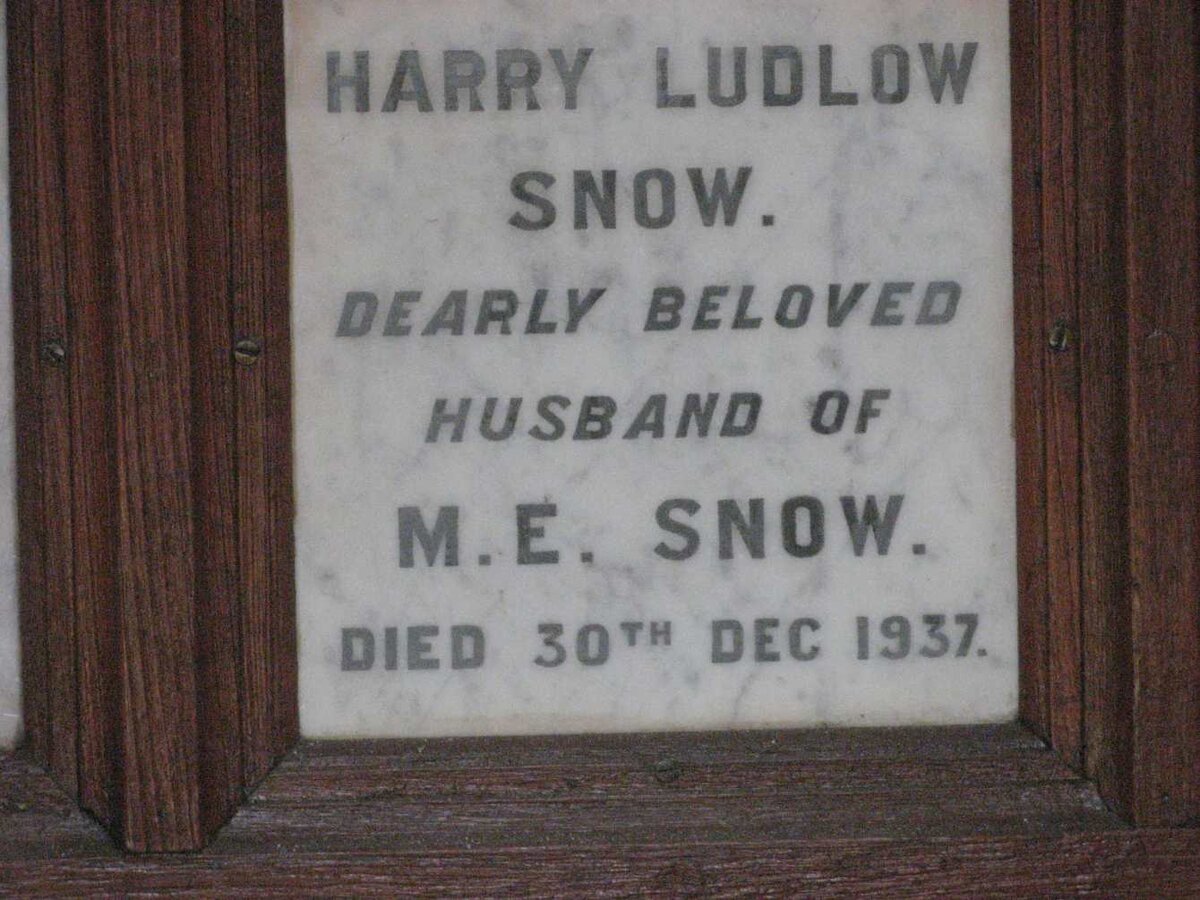 HARRY LUDLOW
SNOW.
DEARLY BELOVED
HUSBAND OF
M.E. SNOW.
DIED 30TH DEC 1937.